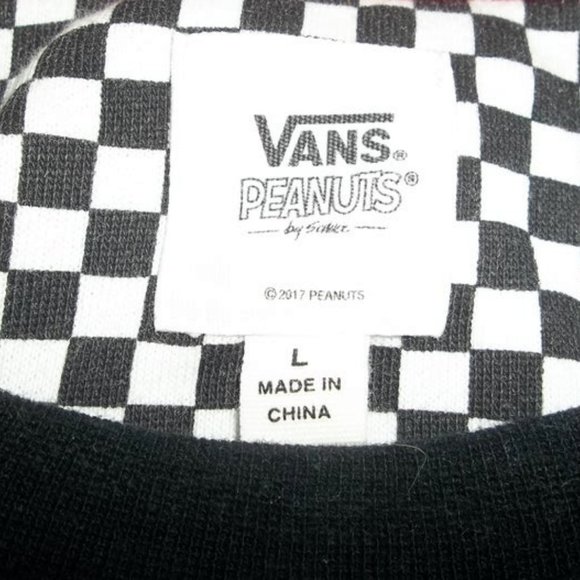 VANS®
PEANUTS®
by SCHULZ
© 2017 PEANUTS
L
MADE IN
CHINA